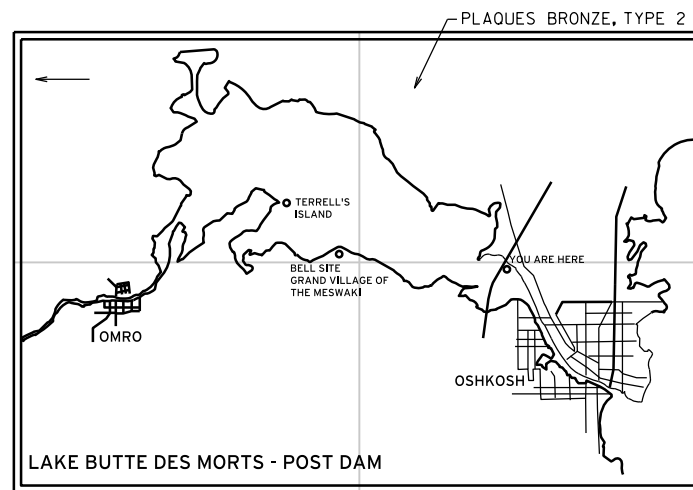 PLAQUES BRONZE, TYPE 2
TERRELL'S
ISLAND
YOU ARE HERE
BELL SITE
GRAND VILLAGE OF
THE MESWAKI
OMRO
OSHKOSH
LAKE BUTTE DES MORTS - POST DAM